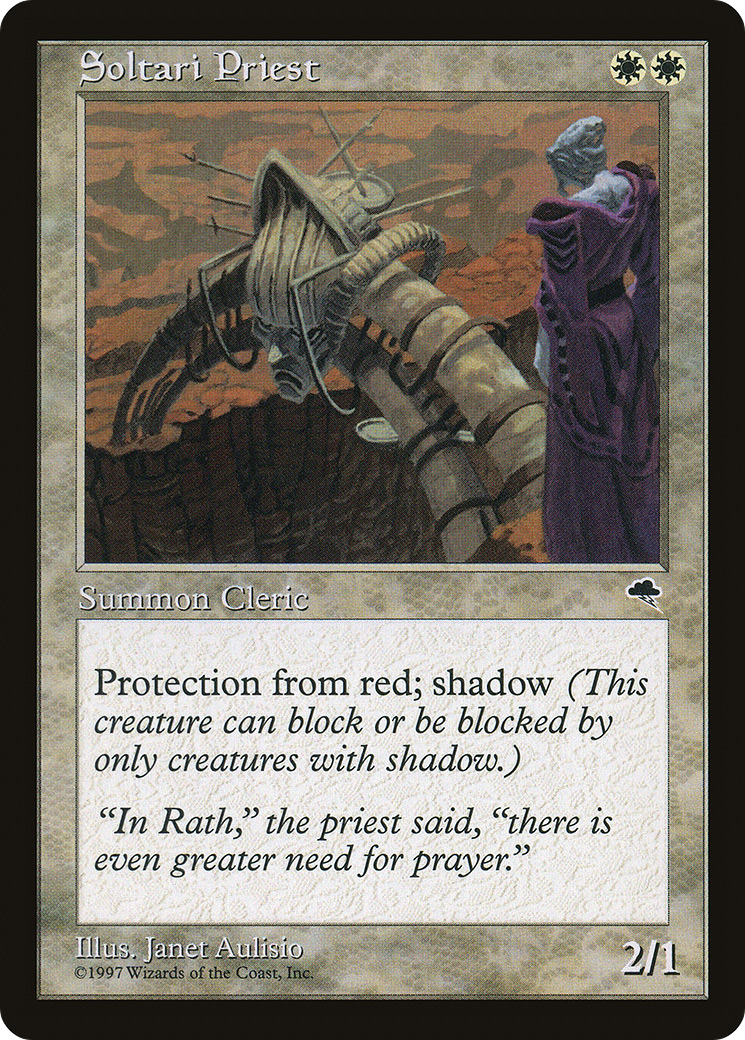 Soltari Priest
Summon Cleric
Protection from red; shadow (This
creature can block or be blocked by
only creatures with shadow.)
“In Rath,” the priest said, “there is
even greater need for prayer.”
Illus. Janet Aulisio
2/1
©1997 Wizards of the Coast, Inc.